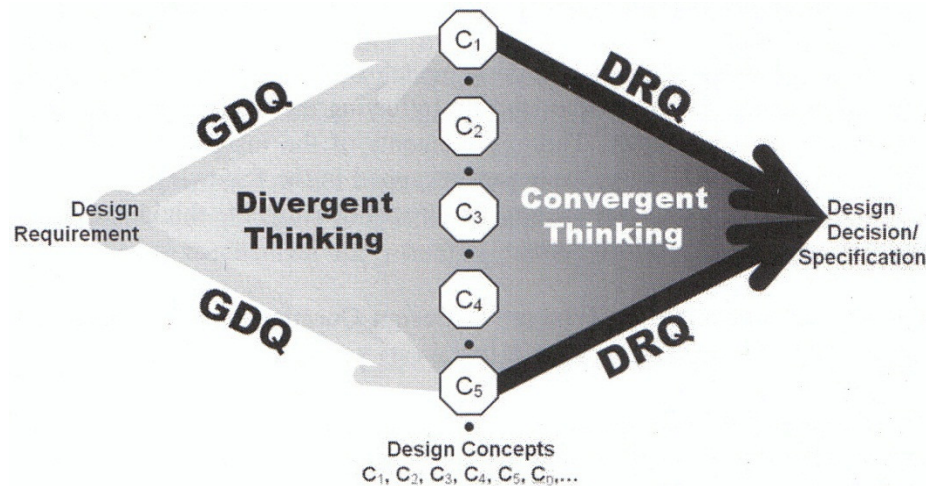 C₁
GDQ
DRQ
C₂
Divergent
Thinking
C₃
Convergent
Thinking
Design
Requirement
Design
Decision/
Specification
C₄
GDQ
DRQ
C₅
Design Concepts
C₁, C₂, C₃, C₄, C₅, Cₙ,...